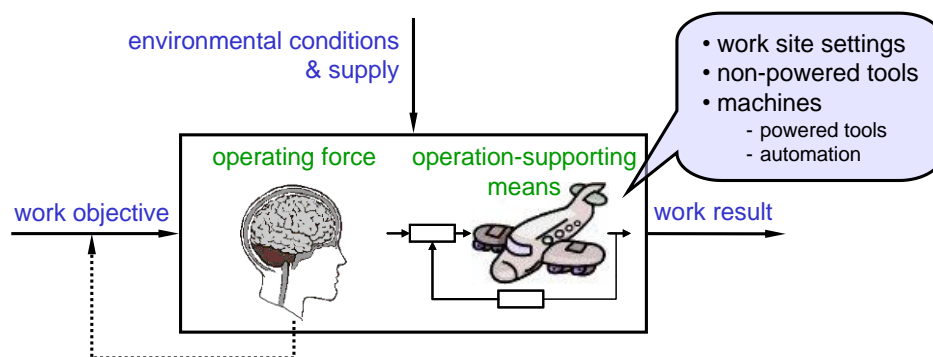 environmental conditions
& supply
• work site settings
• non-powered tools
• machines
- powered tools
- automation
operating force
operation-supporting
means
work objective
work result